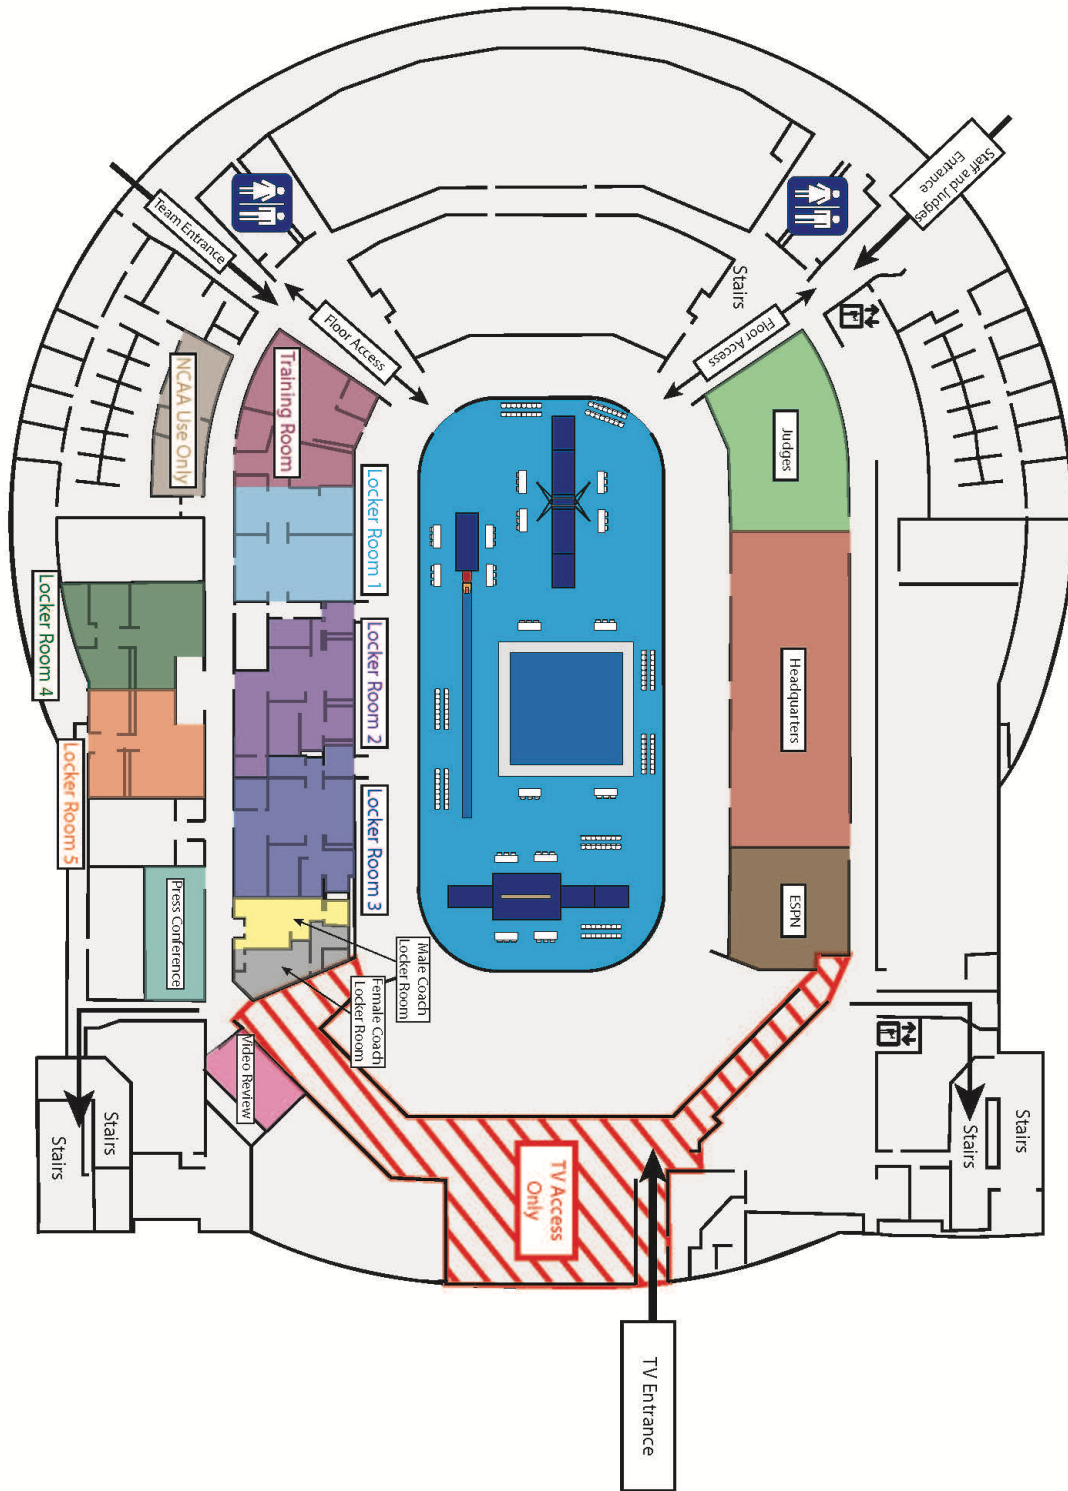 Staff and Judges
Entrance
Team Entrance
Stairs
Floor Access
Floor Access
NCAA Use Only
Training Room
Judges
Locker Room 1
Locker Room 4
Locker Room 2
Headquarters
Locker Room 5
Locker Room 3
ESPN
Press Conference
Male Coach
Locker Room
Female Coach
Locker Room
Video Review
Stairs
Stairs
Stairs
Stairs
TV Access
Only
TV Entrance